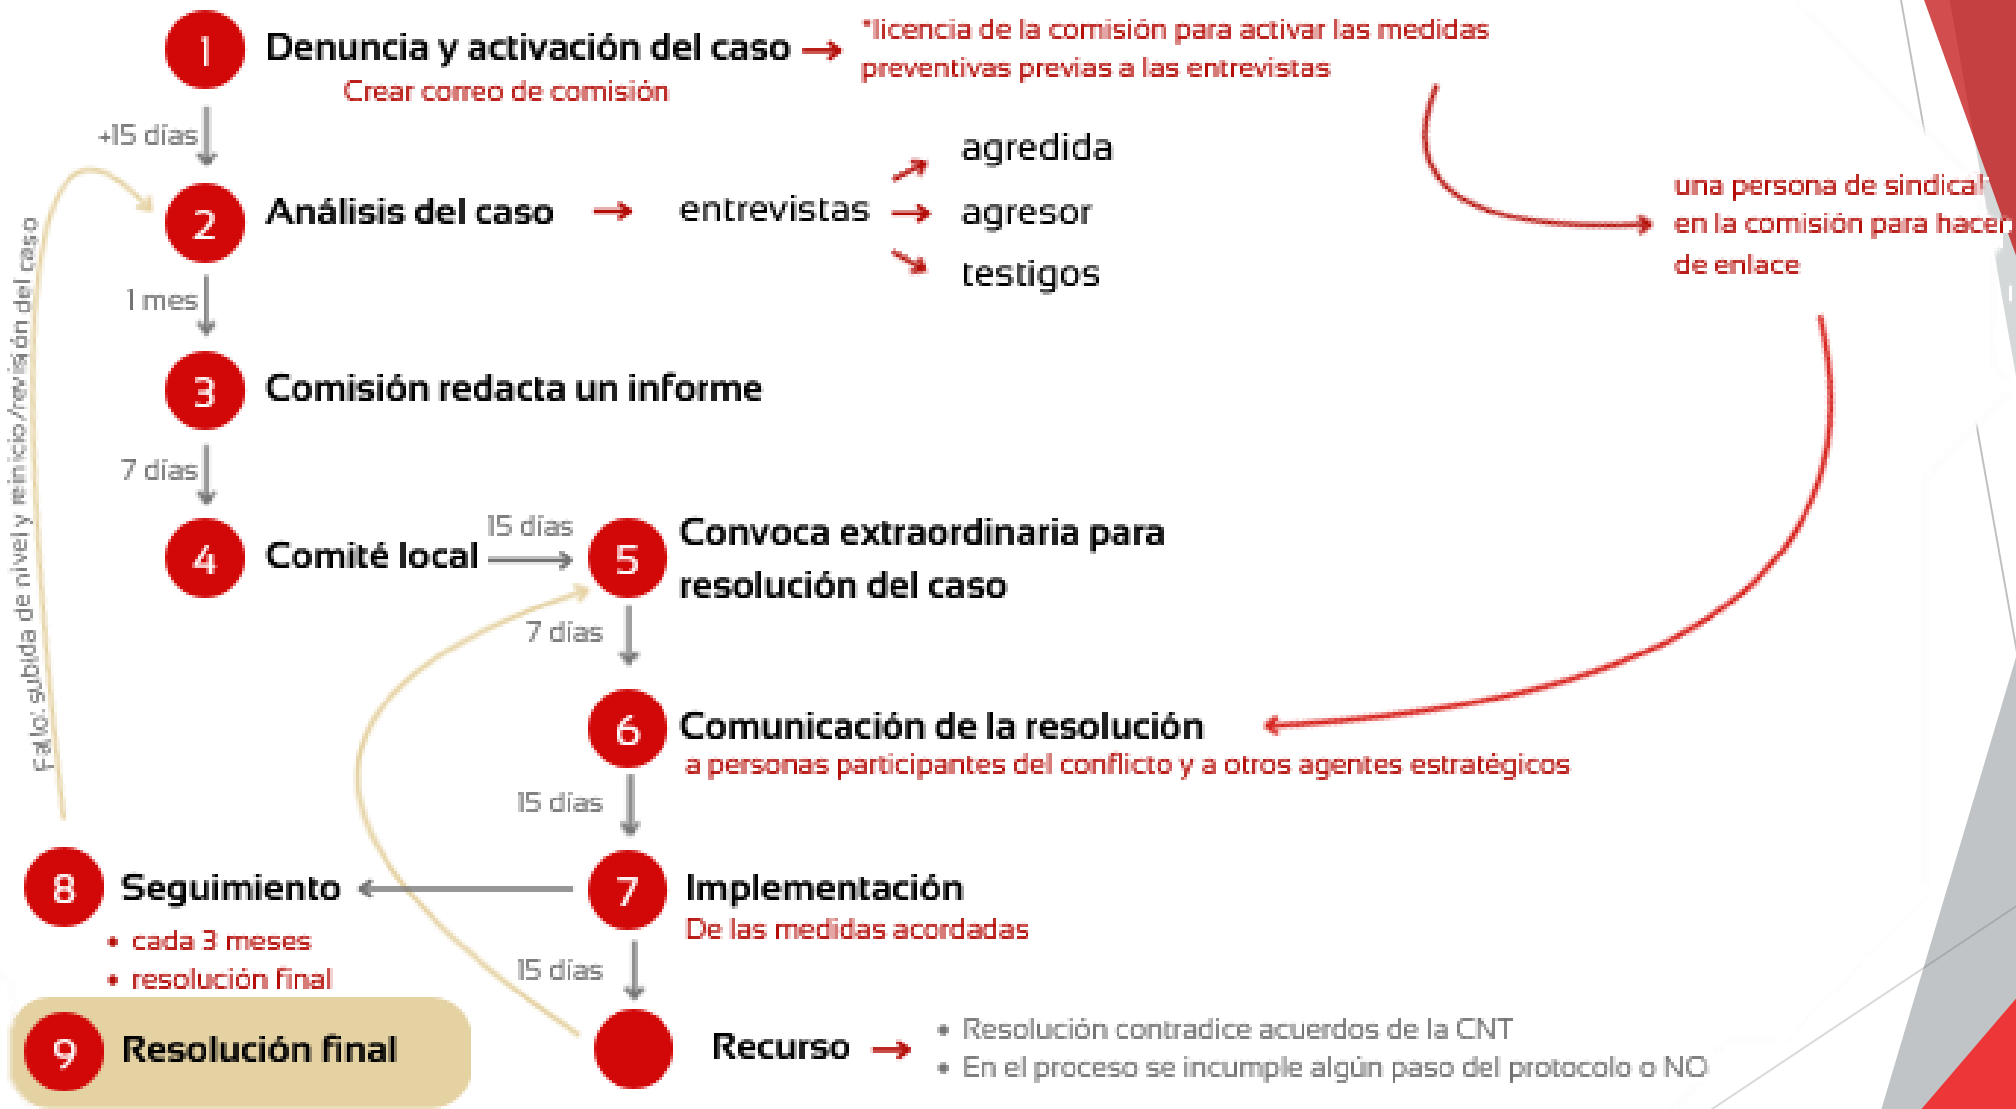 1
Denuncia y activación del caso
Crear correo de comisión
*licencia de la comisión para activar las medidas
preventivas previas a las entrevistas
+15 días
2
Análisis del caso
entrevistas
agredida
agresor
testigos
una persona de sindical
en la comisión para hacer
de enlace
1 mes
3
Comisión redacta un informe
7 días
4
Comité local
15 días
5
Convoca extraordinaria para
resolución del caso
7 días
6
Comunicación de la resolución
a personas participantes del conflicto y a otros agentes estratégicos
15 días
7
Implementación
De las medidas acordadas
8
Seguimiento
• cada 3 meses
• resolución final
15 días
Recurso
• Resolución contradice acuerdos de la CNT
• En el proceso se incumple algún paso del protocolo o NO
9
Resolución final
Fallo: subida de nivel y reinicio/revisión del caso